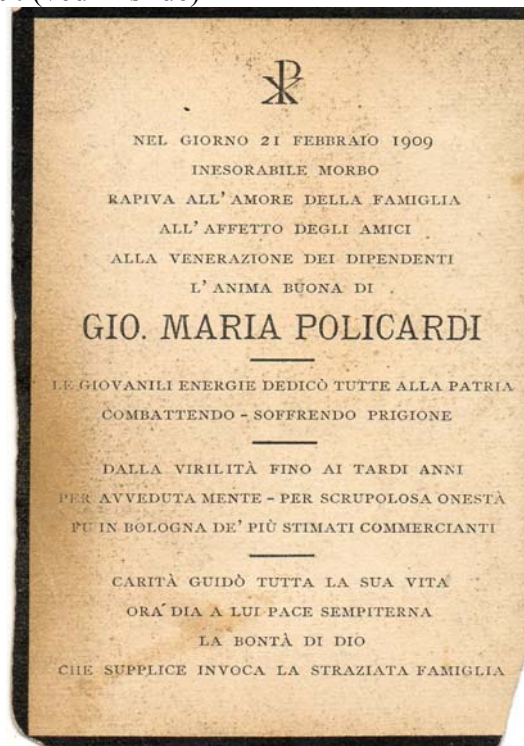 NEL GIORNO 21 FEBBRAIO 1909
INESORABILE MORBO
RAPIVA ALL'AMORE DELLA FAMIGLIA
ALL'AFFETTO DEGLI AMICI
ALLA VENERAZIONE DEI DIPENDENTI
L'ANIMA BUONA DI
GIO. MARIA POLICARDI
LE GIOVANILI ENERGIE DEDICÒ TUTTE ALLA PATRIA
COMBATTENDO - SOFFRENDO PRIGIONE
DALLA VIRILITÀ FINO AI TARDI ANNI
PER AVVEDUTA MENTE - PER SCRUPOLOSA ONESTÀ
FU IN BOLOGNA DE' PIÙ STIMATI COMMERCIANTI
CARITÀ GUIDÒ TUTTA LA SUA VITA
ORA DIA A LUI PACE SEMPITERNA
LA BONTÀ DI DIO
CHE SUPPLICE INVOCA LA STRAZIATA FAMIGLIA